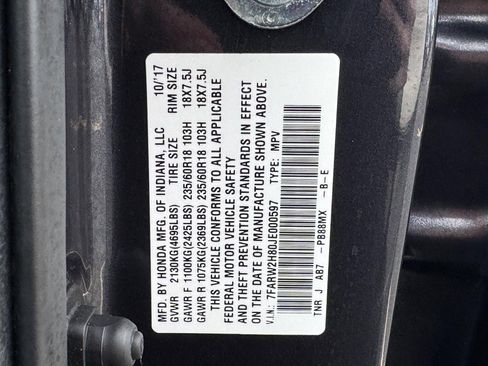 MFD. BY HONDA MFG. OF INDIANA, LLC 10/'17
GVWR 2130KG(4695LBS) TIRE SIZE RIM SIZE
GAWR F 1100KG(2425LBS) 235/60R18 103H 18X7.5J
GAWR R 1075KG(2369LBS) 235/60R18 103H 18X7.5J
THIS VEHICLE CONFORMS TO ALL APPLICABLE
FEDERAL MOTOR VEHICLE SAFETY
AND THEFT PREVENTION STANDARDS IN EFFECT
ON THE DATE OF MANUFACTURE SHOWN ABOVE.
V.I.N.: 7FARW2H80JE000597 TYPE: MPV
TNR J A87 -PB88MX -B-E